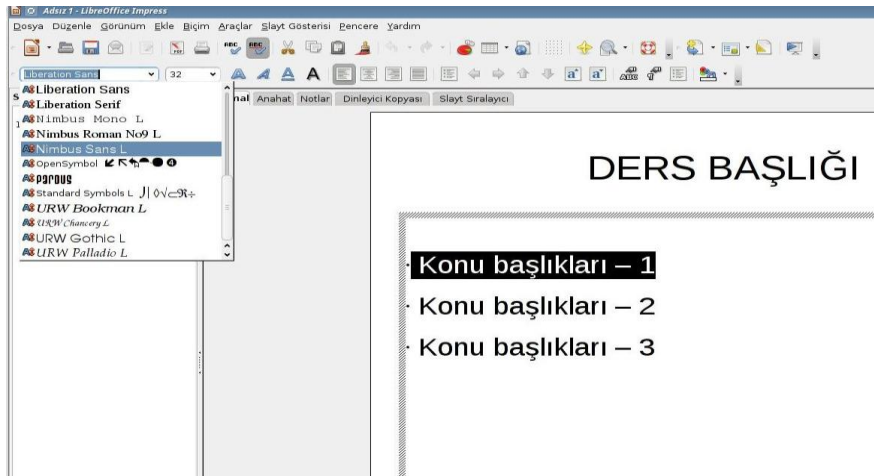 Adsız 1 - LibreOffice Impress
Dosya Düzenle Görünüm Ekle Biçim Araçlar Slayt Gösterisi Pencere Yardım
Liberation Sans 32
Liberation Sans
Liberation Serif
Nimbus Mono L
Nimbus Roman No9 L
Nimbus Sans L
OpenSymbol
Pardus
Standard Symbols L
URW Bookman L
URW Chancery L
URW Gothic L
URW Palladio L
nal Anahat Notlar Dinleyici Kopyası Slayt Sıralayıcı
DERS BAŞLIĞI
· Konu başlıkları – 1
· Konu başlıkları – 2
· Konu başlıkları – 3